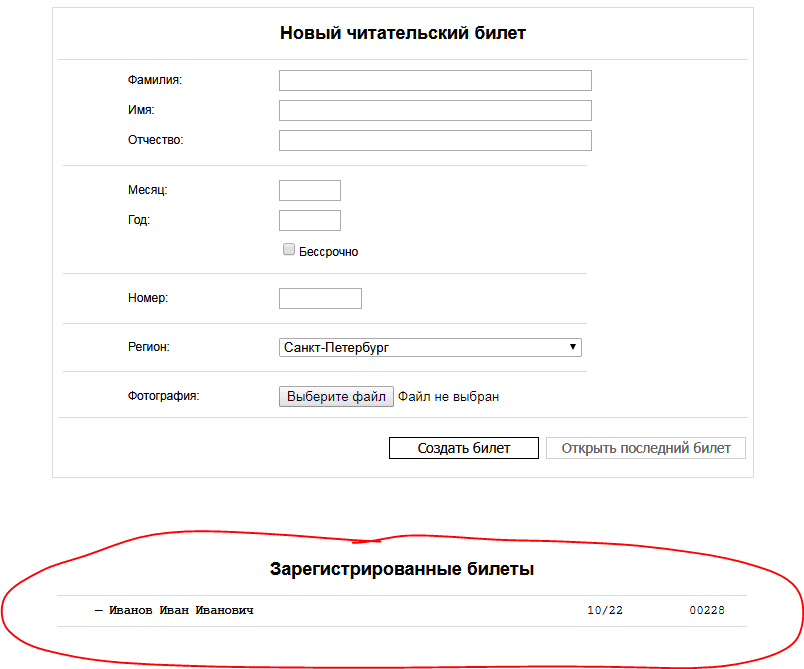 Новый читательский билет
Фамилия:
Имя:
Отчество:
Месяц:
Год:
Бессрочно
Номер:
Регион: Санкт-Петербург
Фотография: Выберите файл Файл не выбран
Создать билет Открыть последний билет
Зарегистрированные билеты
— Иванов Иван Иванович 10/22 00228